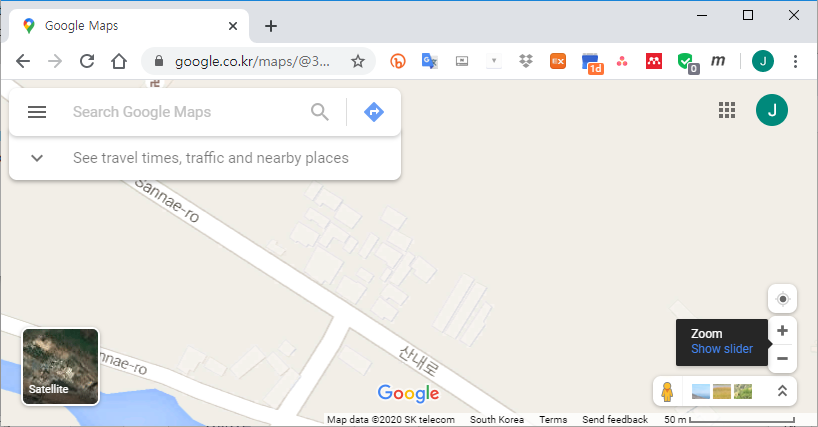 Google Maps
google.co.kr/maps/@3...
1d
0
m
J
Search Google Maps
J
See travel times, traffic and nearby places
Sannae-ro
Zoom
Show slider
산내로
Sannae-ro
Satellite
Google
Map data ©2020 SK telecom South Korea Terms Send feedback 50 m